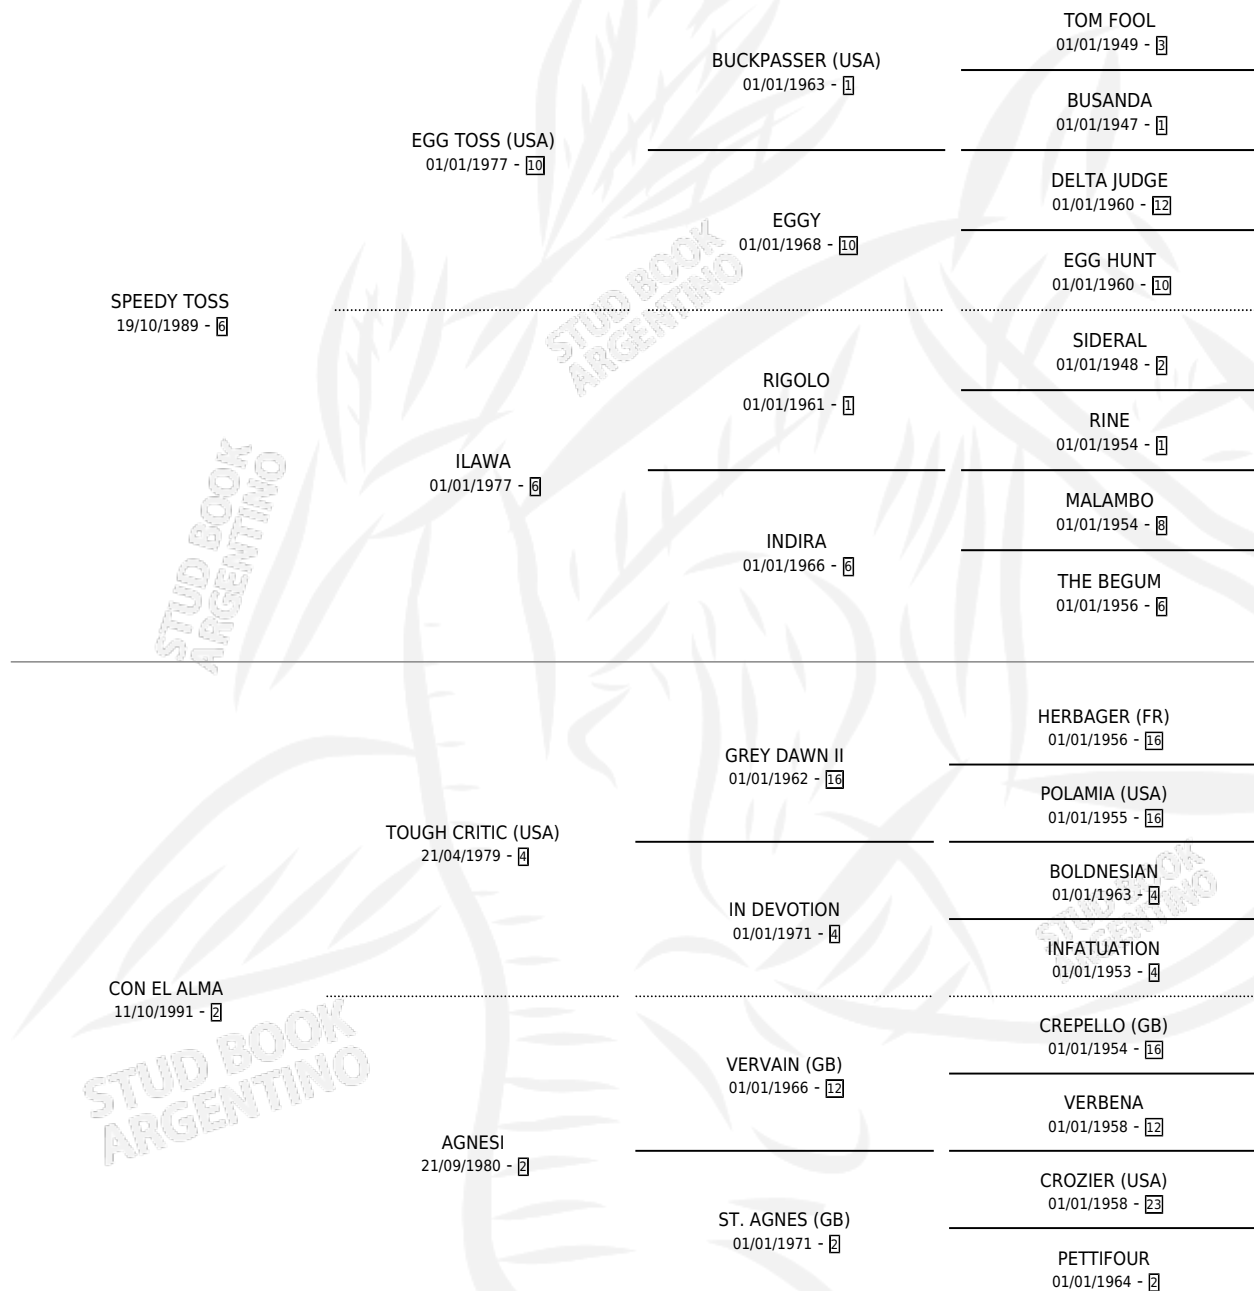 TOM FOOL
01/01/1949 - 3
BUCKPASSER (USA)
01/01/1963 - 1
BUSANDA
01/01/1947 - 1
EGG TOSS (USA)
01/01/1977 - 10
DELTA JUDGE
01/01/1960 - 12
EGGY
01/01/1968 - 10
EGG HUNT
01/01/1960 - 10
SPEEDY TOSS
19/10/1989 - 6
STUD BOOK
ARGENTINO
SIDERAL
01/01/1948 - 2
RIGOLO
01/01/1961 - 1
RINE
01/01/1954 - 1
ILAWA
01/01/1977 - 6
MALAMBO
01/01/1954 - 8
INDIRA
01/01/1966 - 6
THE BEGUM
01/01/1956 - 6
STUD BOOK
ARGENTINO
HERBAGER (FR)
01/01/1956 - 16
GREY DAWN II
01/01/1962 - 16
POLAMIA (USA)
01/01/1955 - 16
TOUGH CRITIC (USA)
21/04/1979 - 4
BOLDNESIAN
01/01/1963 - 4
IN DEVOTION
01/01/1971 - 4
STUD BOOK
ARGENTINO
INFATUATION
01/01/1953 - 4
CON EL ALMA
11/10/1991 - 2
CREPELLO (GB)
01/01/1954 - 16
VERVAIN (GB)
01/01/1966 - 12
STUD BOOK
ARGENTINO
VERBENA
01/01/1958 - 12
AGNESI
21/09/1980 - 2
CROZIER (USA)
01/01/1958 - 23
ST. AGNES (GB)
01/01/1971 - 2
PETTIFOUR
01/01/1964 - 2